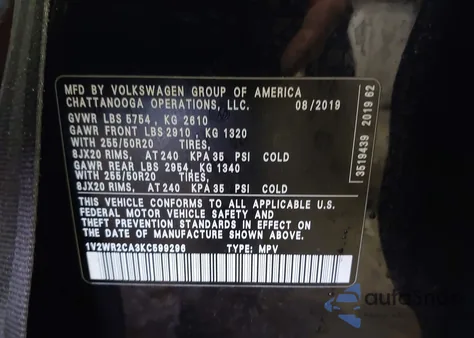 MFD BY VOLKSWAGEN GROUP OF AMERICA
CHATTANOOGA OPERATIONS, LLC. 08/2019
GVWR LBS 5754 , KG 2610
GAWR FRONT LBS 2910 , KG 1320
WITH 255/50R20 TIRES,
8JX20 RIMS, AT 240 KPA 35 PSI COLD
GAWR REAR LBS 2954, KG 1340
WITH 255/50R20 TIRES,
8JX20 RIMS, AT 240 KPA 35 PSI COLD
THIS VEHICLE CONFORMS TO ALL APPLICABLE U.S.
FEDERAL MOTOR VEHICLE SAFETY AND
THEFT PREVENTION STANDARDS IN EFFECT ON
THE DATE OF MANUFACTURE SHOWN ABOVE.
1V2WR2CA3KC599296 TYPE: MPV
3519439 2019 62